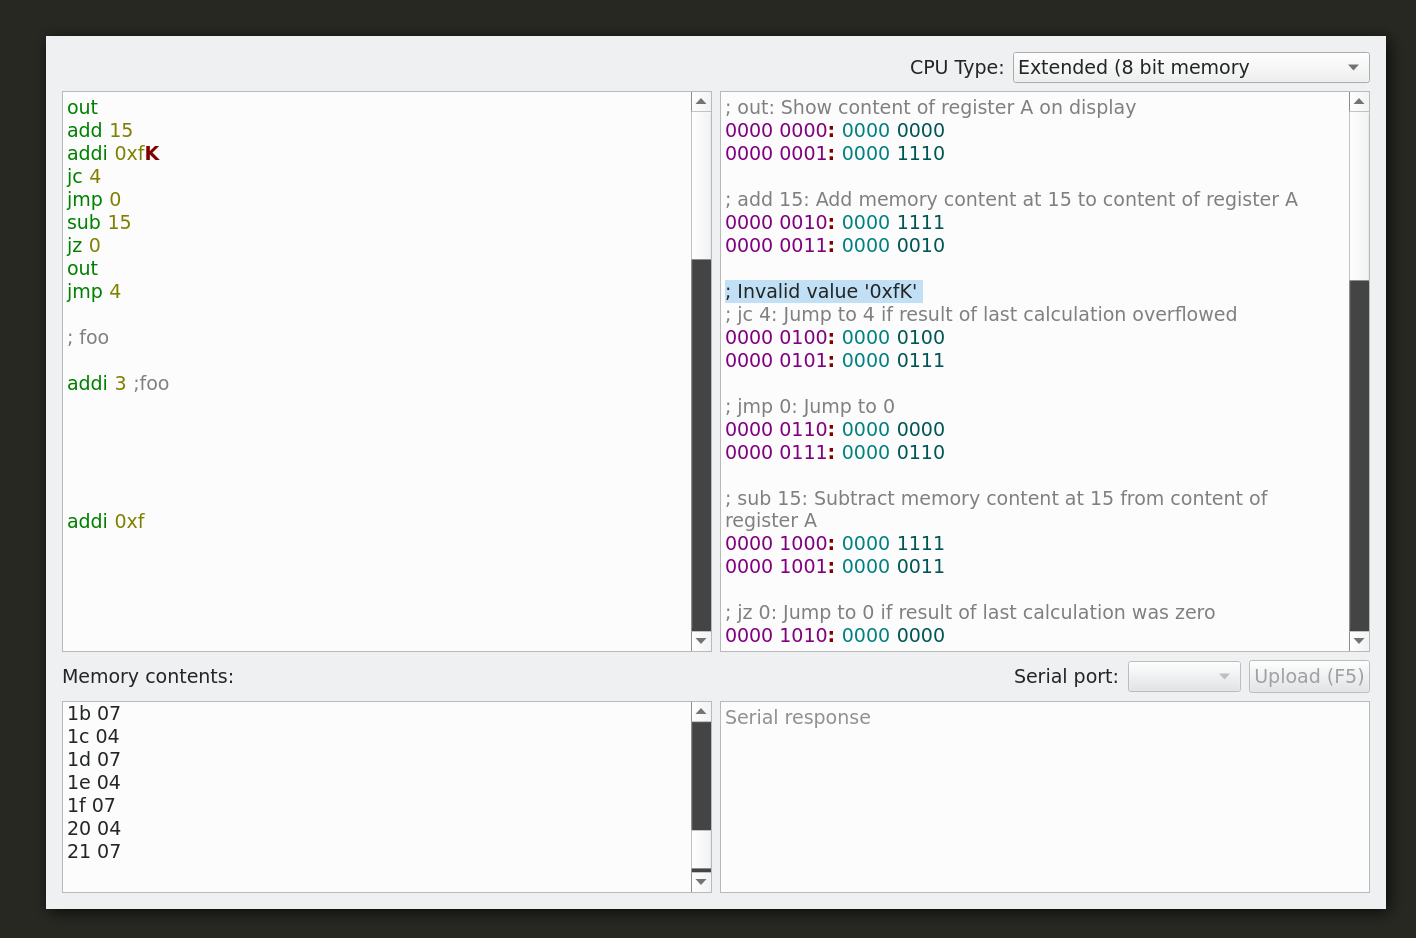 CPU Type: Extended (8 bit memory
out
add 15
addi 0xfK
jc 4
jmp 0
sub 15
jz 0
out
jmp 4
; foo
addi 3 ;foo
addi 0xf
; out: Show content of register A on display
0000 0000: 0000 0000
0000 0001: 0000 1110
; add 15: Add memory content at 15 to content of register A
0000 0010: 0000 1111
0000 0011: 0000 0010
; Invalid value '0xfK'
; jc 4: Jump to 4 if result of last calculation overflowed
0000 0100: 0000 0100
0000 0101: 0000 0111
; jmp 0: Jump to 0
0000 0110: 0000 0000
0000 0111: 0000 0110
; sub 15: Subtract memory content at 15 from content of
register A
0000 1000: 0000 1111
0000 1001: 0000 0011
; jz 0: Jump to 0 if result of last calculation was zero
0000 1010: 0000 0000
Memory contents:
Serial port:
Upload (F5)
1b 07
1c 04
1d 07
1e 04
1f 07
20 04
21 07
Serial response